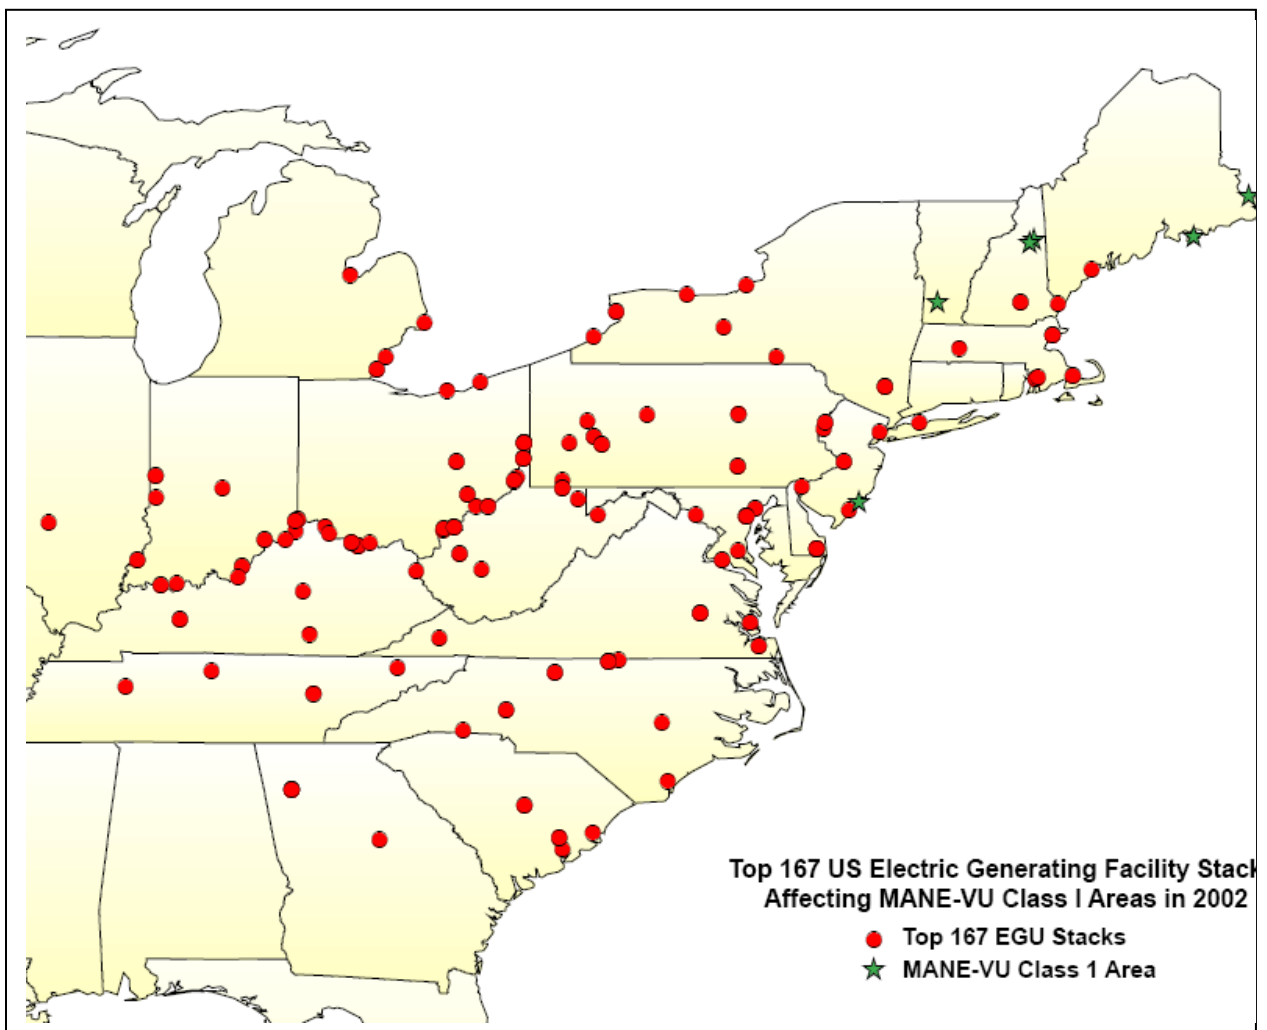 Top 167 US Electric Generating Facility Stack
Affecting MANE-VU Class I Areas in 2002
Top 167 EGU Stacks
MANE-VU Class 1 Area